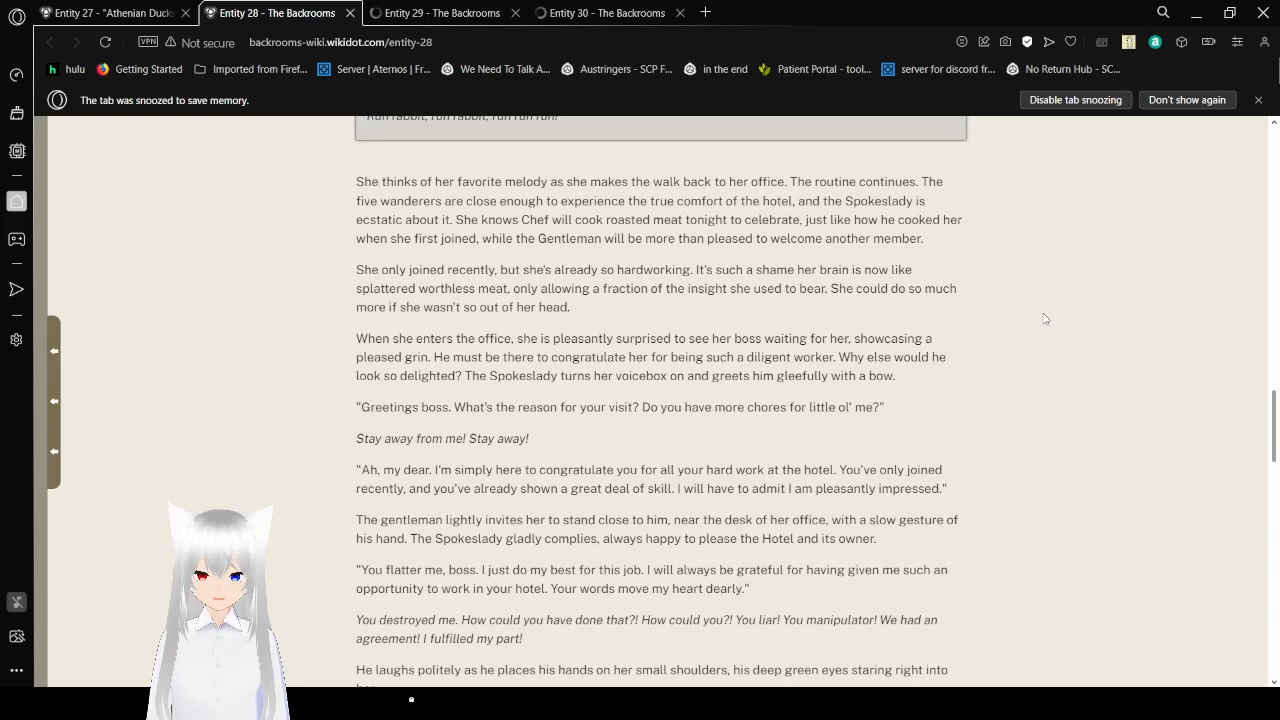 Entity 27 - "Athenian Ducks
Entity 28 - The Backrooms
Entity 29 - The Backrooms
Entity 30 - The Backrooms
VPN
Not secure
backrooms-wiki.wikidot.com/entity-28
hulu
Getting Started
Imported from Firef...
Server | Aternos | Fr...
We Need To Talk A...
Austringers - SCP F...
in the end
Patient Portal - tool...
server for discord fr...
No Return Hub - SC...
The tab was snoozed to save memory.
Disable tab snoozing
Don't show again
Run rabbit, run rabbit, run run run!
She thinks of her favorite melody as she makes the walk back to her office. The routine continues. The
five wanderers are close enough to experience the true comfort of the hotel, and the Spokeslady is
ecstatic about it. She knows Chef will cook roasted meat tonight to celebrate, just like how he cooked her
when she first joined, while the Gentleman will be more than pleased to welcome another member.
She only joined recently, but she's already so hardworking. It's such a shame her brain is now like
splattered worthless meat, only allowing a fraction of the insight she used to bear. She could do so much
more if she wasn't so out of her head.
When she enters the office, she is pleasantly surprised to see her boss waiting for her, showcasing a
pleased grin. He must be there to congratulate her for being such a diligent worker. Why else would he
look so delighted? The Spokeslady turns her voicebox on and greets him gleefully with a bow.
"Greetings boss. What's the reason for your visit? Do you have more chores for little ol' me?"
Stay away from me! Stay away!
"Ah, my dear. I'm simply here to congratulate you for all your hard work at the hotel. You've only joined
recently, and you've already shown a great deal of skill. I will have to admit I am pleasantly impressed."
The gentleman lightly invites her to stand close to him, near the desk of her office, with a slow gesture of
his hand. The Spokeslady gladly complies, always happy to please the Hotel and its owner.
"You flatter me, boss. I just do my best for this job. I will always be grateful for having given me such an
opportunity to work in your hotel. Your words move my heart dearly."
You destroyed me. How could you have done that?! How could you?! You liar! You manipulator! We had an
agreement! I fulfilled my part!
He laughs politely as he places his hands on her small shoulders, his deep green eyes staring right into